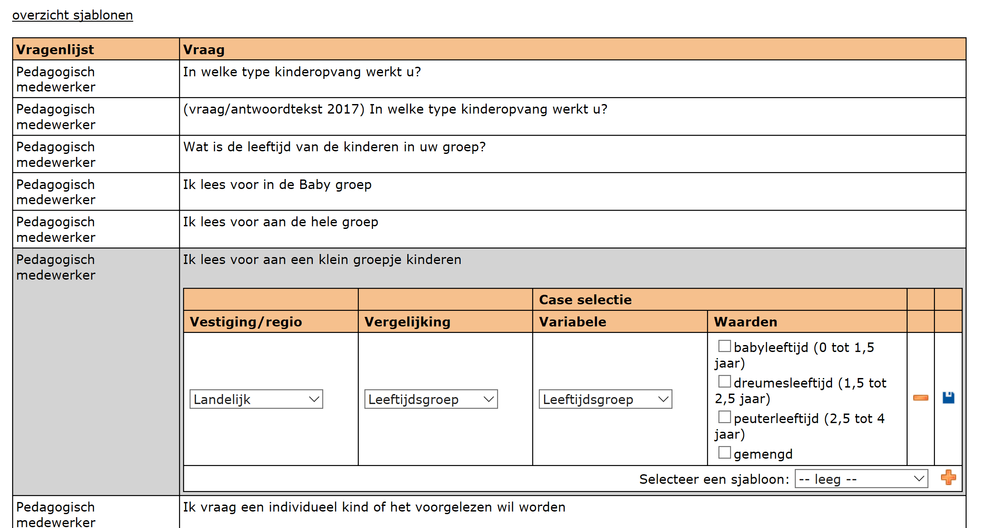 overzicht sjablonen
Vragenlijst Vraag
Pedagogisch In welke type kinderopvang werkt u?
medewerker
Pedagogisch (vraag/antwoordtekst 2017) In welke type kinderopvang werkt u?
medewerker
Pedagogisch Wat is de leeftijd van de kinderen in uw groep?
medewerker
Pedagogisch Ik lees voor in de Baby groep
medewerker
Pedagogisch Ik lees voor aan de hele groep
medewerker
Pedagogisch Ik lees voor aan een klein groepje kinderen
medewerker
Case selectie
Vestiging/regio Vergelijking Variabele Waarden
babyleeftijd (0 tot 1,5
jaar)
dreumesleeftijd (1,5 tot
Landelijk Leeftijdsgroep Leeftijdsgroep 2,5 jaar)
peuterleeftijd (2,5 tot 4
jaar)
gemengd
Selecteer een sjabloon: -- leeg --
Pedagogisch Ik vraag een individueel kind of het voorgelezen wil worden
medewerker